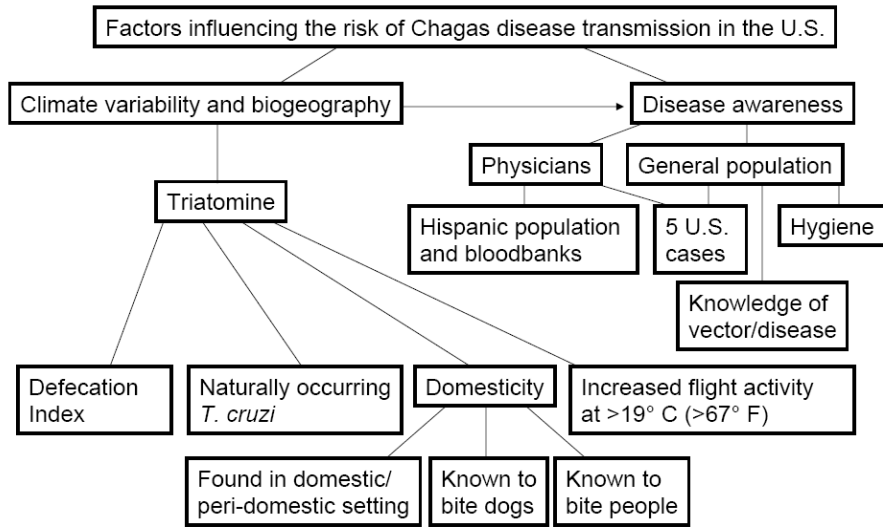 Factors influencing the risk of Chagas disease transmission in the U.S.
Climate variability and biogeography
Disease awareness
Physicians
General population
Triatomine
Hispanic population
and bloodbanks
5 U.S.
cases
Hygiene
Knowledge of
vector/disease
Defecation
Index
Naturally occurring
T. cruzi
Domesticity
Increased flight activity
at >19° C (>67° F)
Found in domestic/
peri-domestic setting
Known to
bite dogs
Known to
bite people